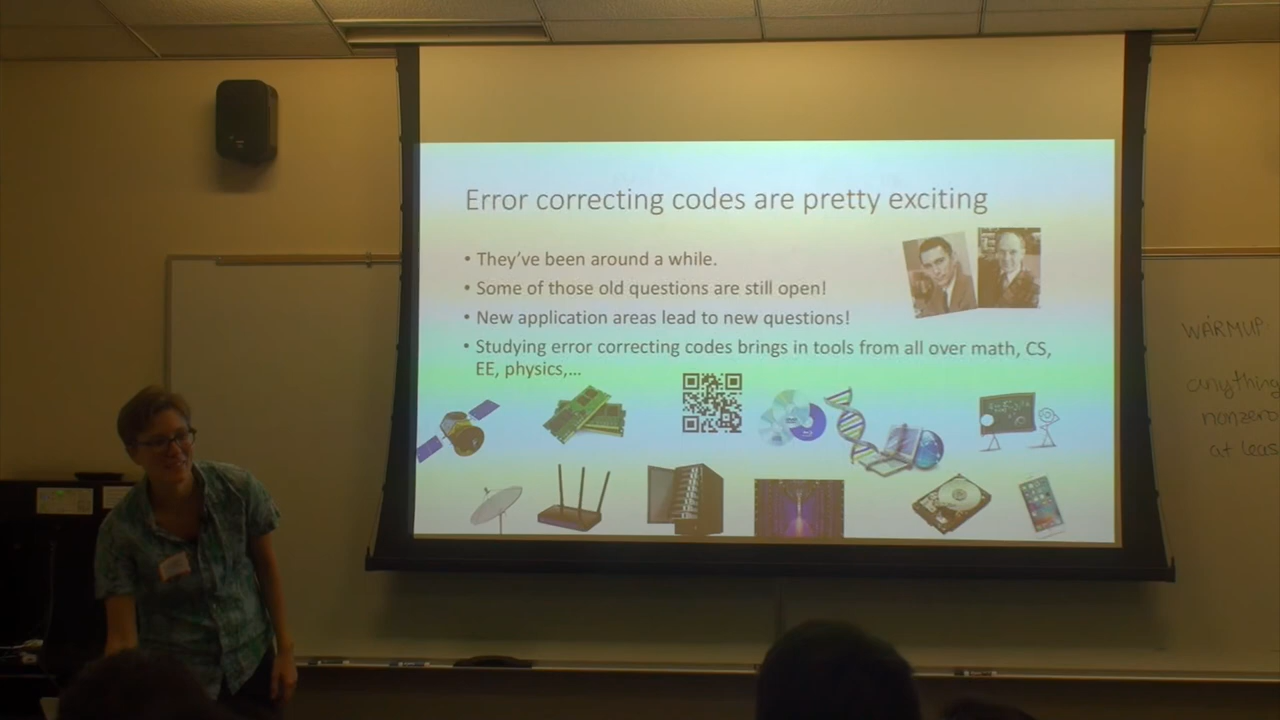 Error correcting codes are pretty exciting
• They’ve been around a while.
• Some of those old questions are still open!
• New application areas lead to new questions!
• Studying error correcting codes brings in tools from all over math, CS,
EE, physics,...
WARMUP:
anything
nonzero
at least